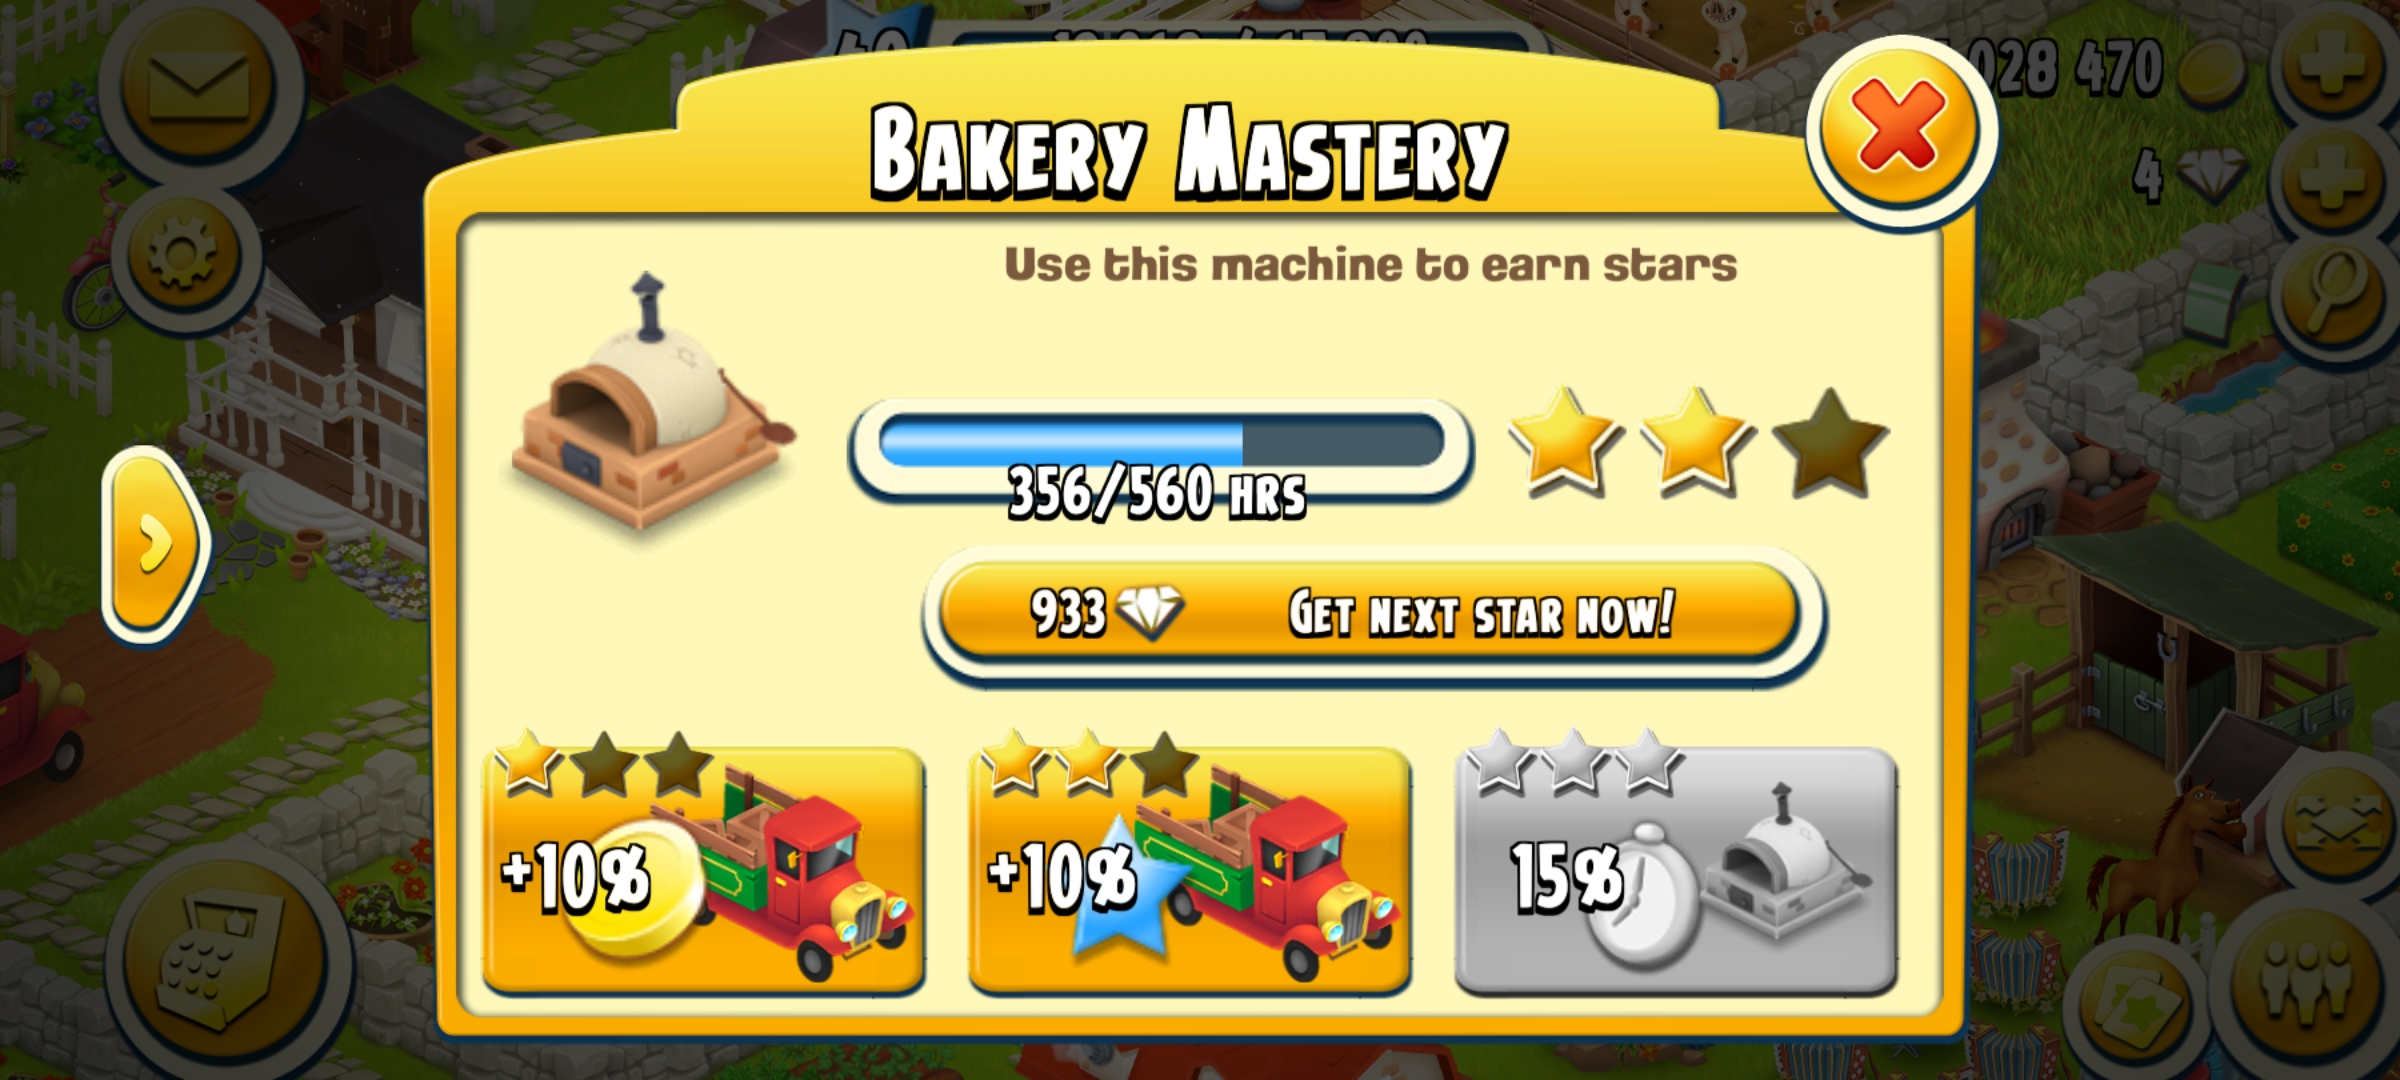 028 470
4
BAKERY MASTERY
Use this machine to earn stars
356/560 HRS
933 GET NEXT STAR NOW!
+10%
+10%
15%